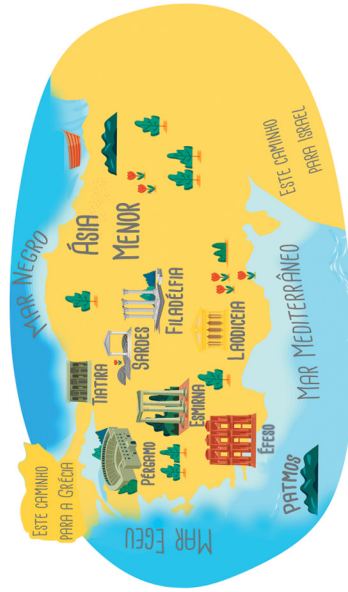 MAR NEGRO
ÁSIA
MENOR
ESTE CAMINHO
PARA A GRÉCIA
TIATIRA
SARDES
FILADÉLFIA
PÉRGAMO
ESMIRNA
LAODICEIA
ÉFESO
MAR EGEU
PATMOS
MAR MEDITERRÂNEO
ESTE CAMINHO
PARA ISRAEL